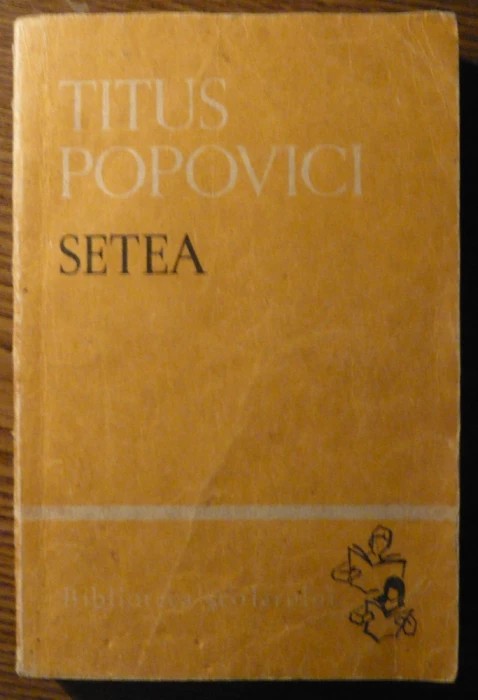 TITUS
POPOVICI
SETEA
Biblioteca școlarului